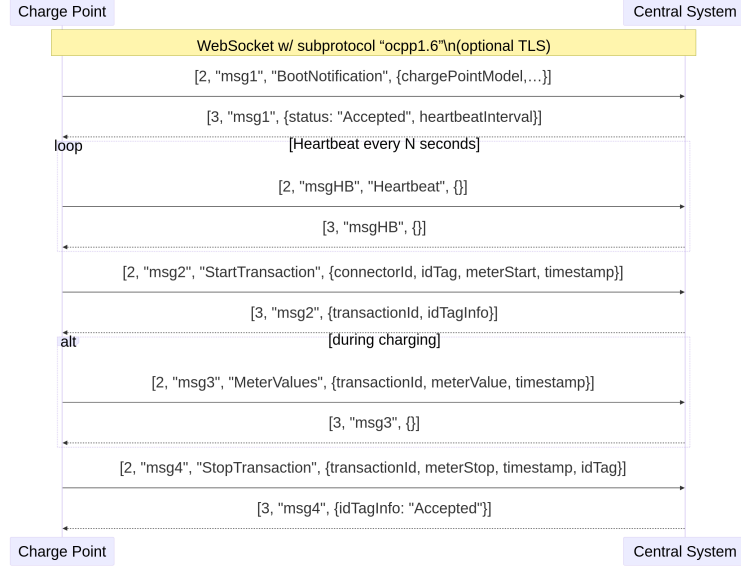 Charge Point
Central System
WebSocket w/ subprotocol “ocpp1.6”\n(optional TLS)
[2, "msg1", "BootNotification", {chargePointModel,…}]
[3, "msg1", {status: "Accepted", heartbeatInterval}]
loop
[Heartbeat every N seconds]
[2, "msgHB", "Heartbeat", {}]
[3, "msgHB", {}]
[2, "msg2", "StartTransaction", {connectorId, idTag, meterStart, timestamp}]
[3, "msg2", {transactionId, idTagInfo}]
alt
[during charging]
[2, "msg3", "MeterValues", {transactionId, meterValue, timestamp}]
[3, "msg3", {}]
[2, "msg4", "StopTransaction", {transactionId, meterStop, timestamp, idTag}]
[3, "msg4", {idTagInfo: "Accepted"}]
Charge Point
Central System